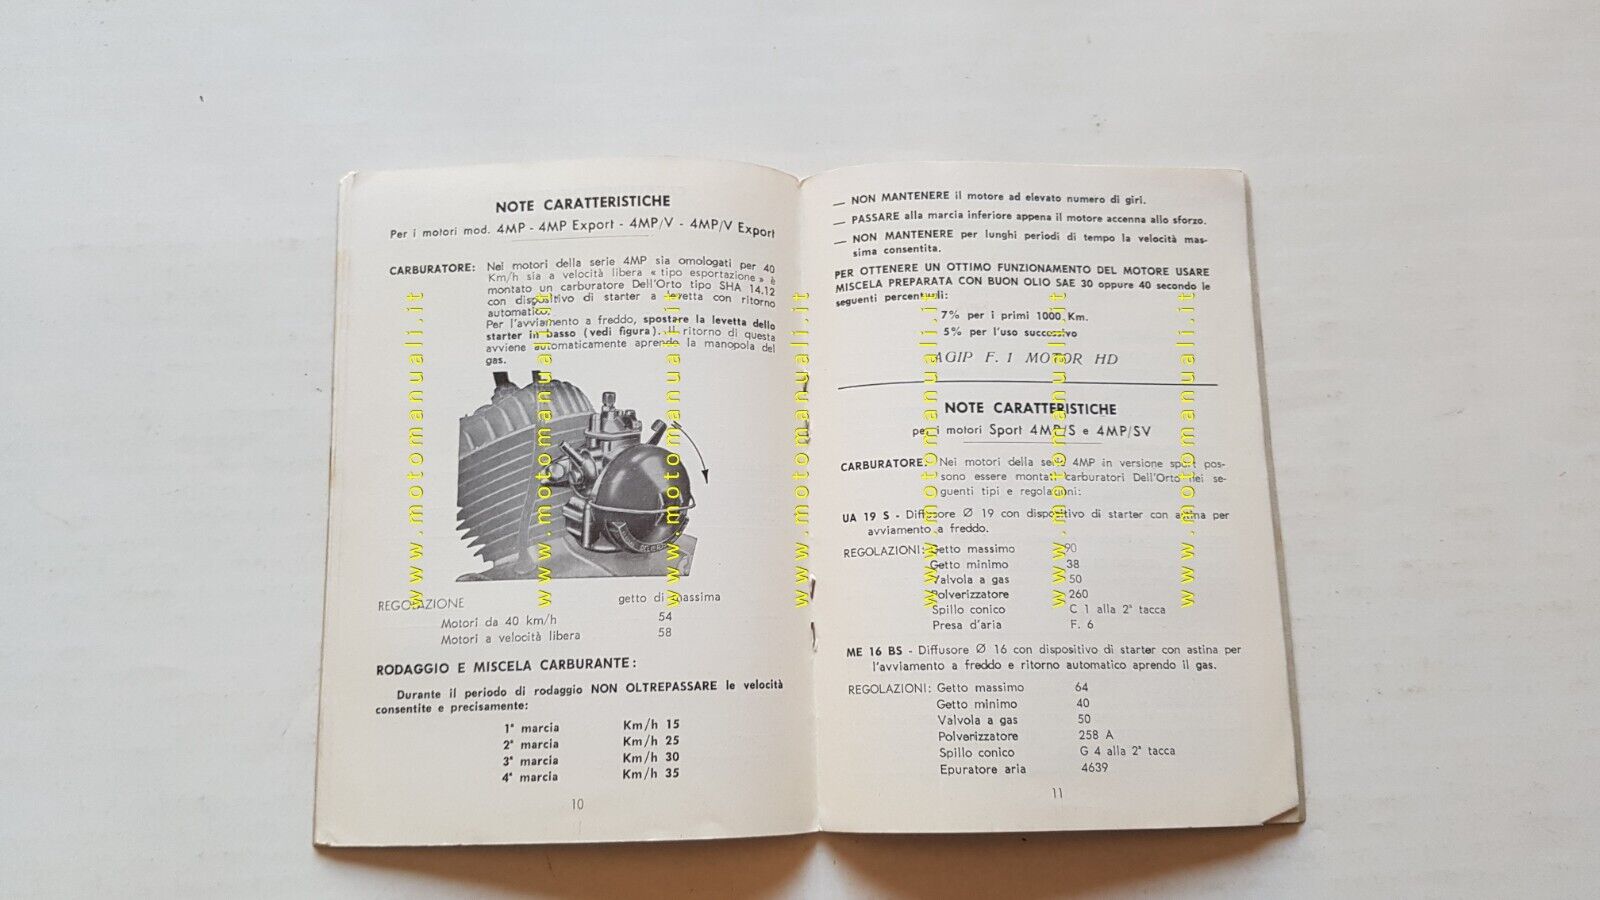 NOTE CARATTERISTICHE
Per i motori mod. 4MP - 4MP Export - 4MP/V - 4MP/V Export
CARBURATORE: Nei motori della serie 4MP sia omologati per 40
Km/h sia a velocità libera « tipo esportazione » è
montato un carburatore Dell'Orto tipo SHA 14.12
con dispositivo di starter a levetta con ritorno
automatico.
Per l'avviamento a freddo, spostare la levetta dello
starter in basso (vedi figura). Il ritorno di questa
avviene automaticamente aprendo la manopola del
gas.
REGOLAZIONE getto di massima
Motori da 40 km/h 54
Motori a velocità libera 58
RODAGGIO E MISCELA CARBURANTE:
Durante il periodo di rodaggio NON OLTREPASSARE le velocità
consentite e precisamente:
1ª marcia Km/h 15
2ª marcia Km/h 25
3ª marcia Km/h 30
4ª marcia Km/h 35
10
— NON MANTENERE il motore ad elevato numero di giri.
— PASSARE alla marcia inferiore appena il motore accenna allo sforzo.
— NON MANTENERE per lunghi periodi di tempo la velocità mas-
sima consentita.
PER OTTENERE UN OTTIMO FUNZIONAMENTO DEL MOTORE USARE
MISCELA PREPARATA CON BUON OLIO SAE 30 oppure 40 secondo le
seguenti percentuali:
7% per i primi 1000 Km.
5% per l'uso successivo
AGIP F. 1 MOTOR HD
NOTE CARATTERISTICHE
per i motori Sport 4MP/S e 4MP/SV
CARBURATORE: Nei motori della serie 4MP in versione sport pos-
sono essere montati carburatori Dell'Orto nei se-
guenti tipi e regolazioni:
UA 19 S - Diffusore Ø 19 con dispositivo di starter con astina per
avviamento a freddo.
REGOLAZIONI: Getto massimo 90
Getto minimo 38
Valvola a gas 50
Polverizzatore 260
Spillo conico C 1 alla 2ª tacca
Presa d'aria F. 6
ME 16 BS - Diffusore Ø 16 con dispositivo di starter con astina per
l'avviamento a freddo e ritorno automatico aprendo il gas.
REGOLAZIONI: Getto massimo 64
Getto minimo 40
Valvola a gas 50
Polverizzatore 258 A
Spillo conico G 4 alla 2ª tacca
Epuratore aria 4639
11
www.motomanuali.it
www.motomanuali.it
www.motomanuali.it
www.motomanuali.it
www.motomanuali.it
www.motomanuali.it
www.motomanuali.it